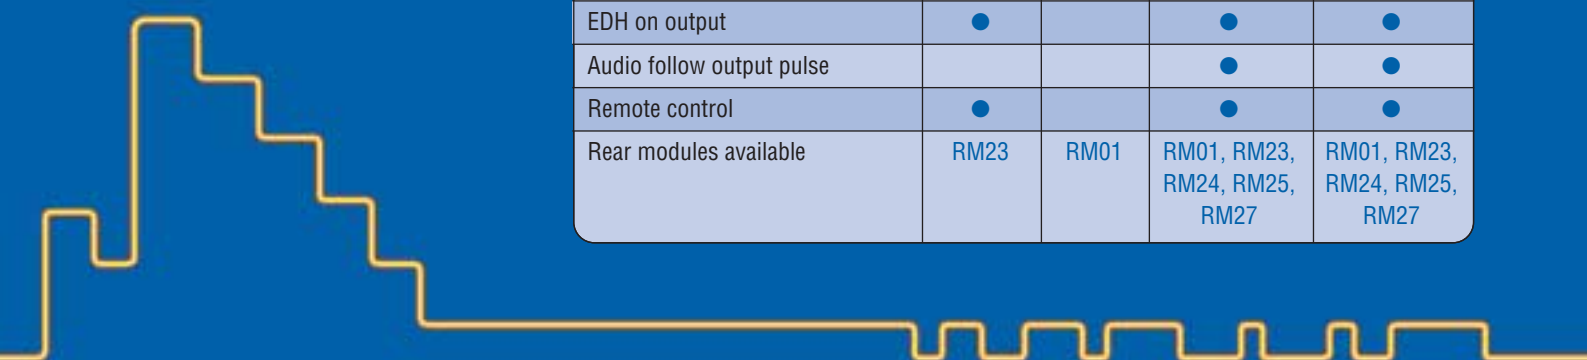 EDH on output ● ● ●
Audio follow output pulse ● ●
Remote control ● ● ●
Rear modules available RM23 RM01 RM01, RM23, RM01, RM23,
RM24, RM25, RM24, RM25,
RM27 RM27